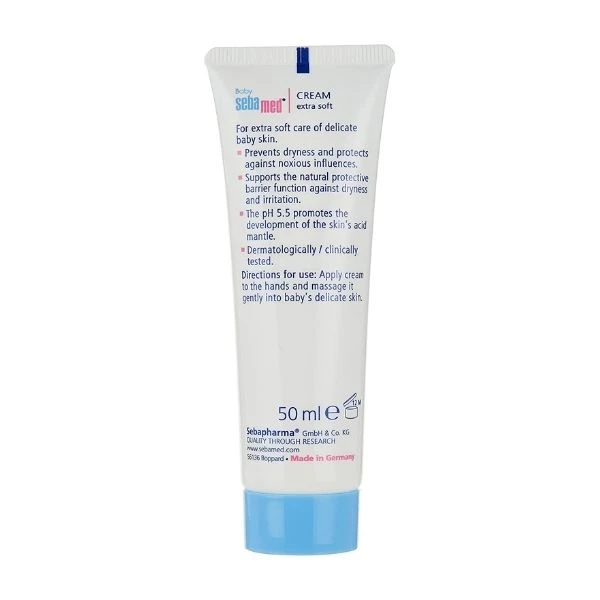 Baby
sebamed® CREAM
extra soft
For extra soft care of delicate
baby skin.
▪ Prevents dryness and protects
against noxious influences.
▪ Supports the natural protective
barrier function against dryness
and irritation.
▪ The pH 5.5 promotes the
development of the skin's acid
mantle.
▪ Dermatologically / clinically
tested.
Directions for use: Apply cream
to the hands and massage it
gently into baby's delicate skin.
50 ml e 12 M
Sebapharma® GmbH & Co. KG
QUALITY THROUGH RESEARCH
www.sebamed.com
56136 Boppard • Made in Germany